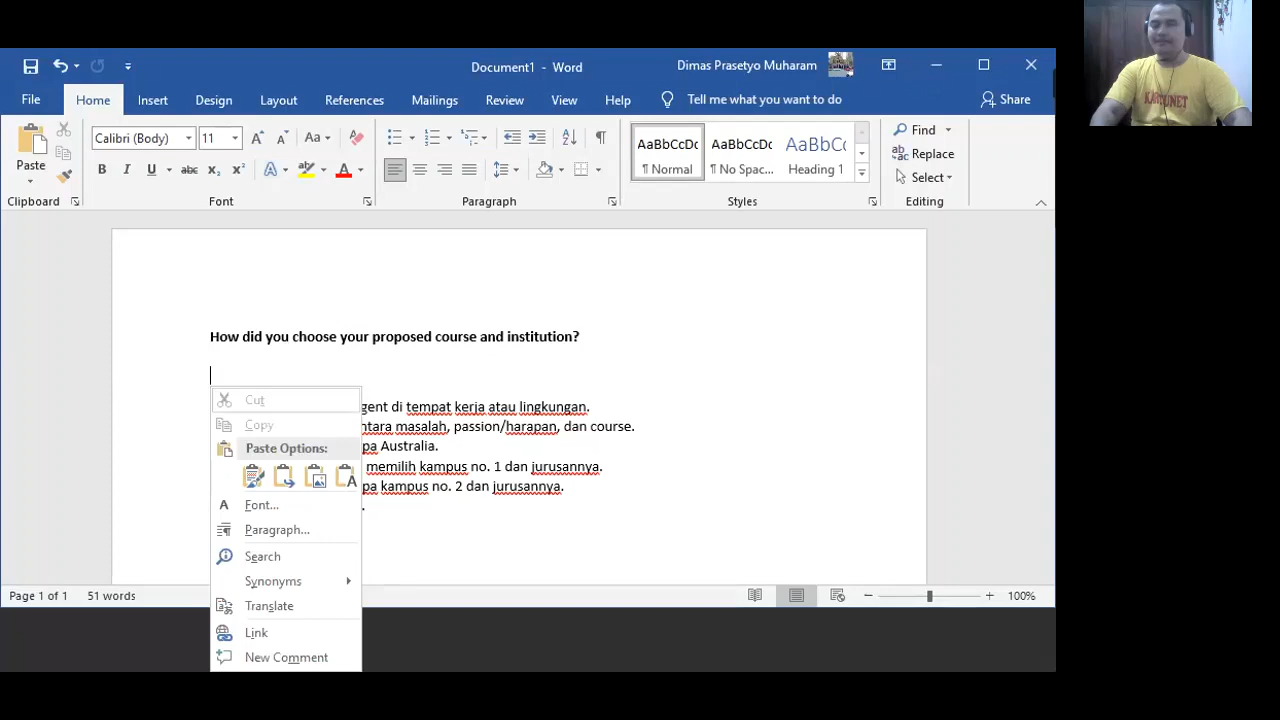 Document1 - Word
Dimas Prasetyo Muharam
File Home Insert Design Layout References Mailings Review View Help Tell me what you want to do Share
Paste
Calibri (Body) 11
Aa
B I U abc x₂ x² A A
AaBbCcDc AaBbCcDc AaBbCc
¶ Normal ¶ No Spac... Heading 1
Find
Replace
Select
Clipboard Font Paragraph Styles Editing
How did you choose your proposed course and institution?
gent di tempat kerja atau lingkungan.
ntara masalah, passion/harapan, dan course.
pa Australia.
memilih kampus no. 1 dan jurusannya.
pa kampus no. 2 dan jurusannya.
.
Cut
Copy
Paste Options:
Font...
Paragraph...
Search
Synonyms
Translate
Link
New Comment
Page 1 of 1 51 words 100%